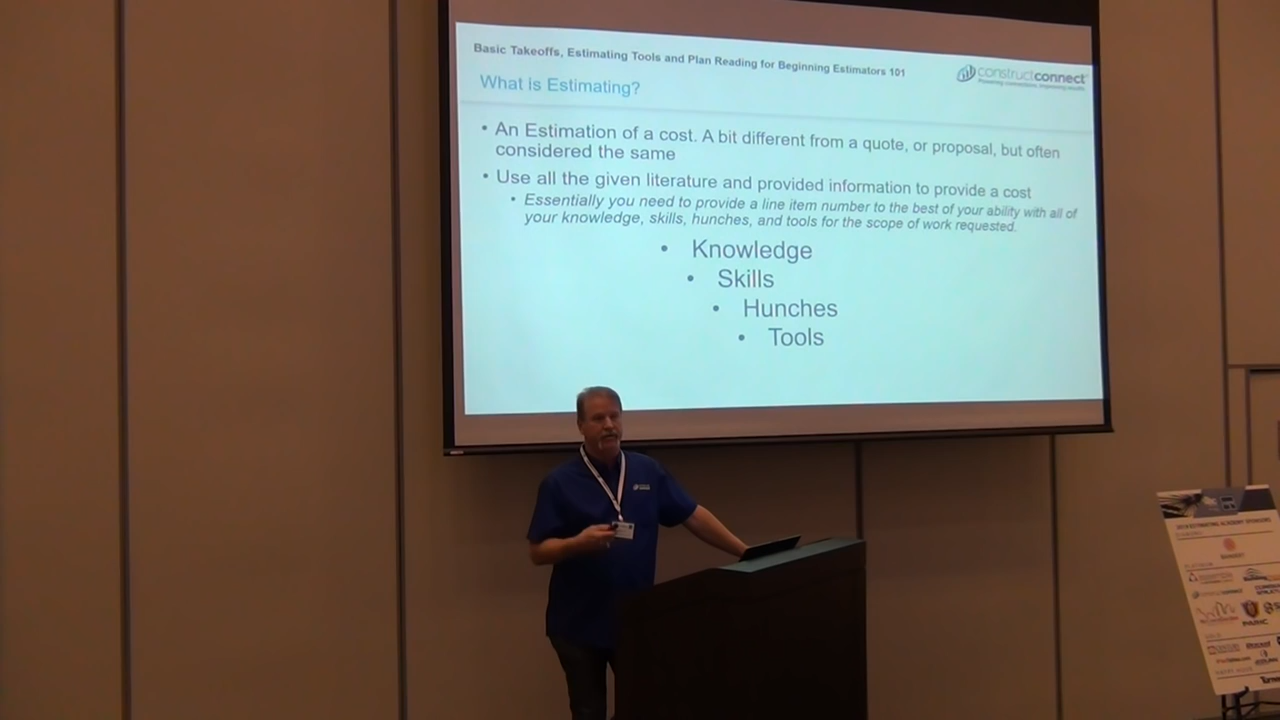 Basic Takeoffs, Estimating Tools and Plan Reading for Beginning Estimators 101
constructconnect
What is Estimating?
• An Estimation of a cost. A bit different from a quote, or proposal, but often
considered the same
• Use all the given literature and provided information to provide a cost
• Essentially you need to provide a line item number to the best of your ability with all of
your knowledge, skills, hunches, and tools for the scope of work requested.
• Knowledge
• Skills
• Hunches
• Tools
ESTIMATING ACADEMY SPONSORS